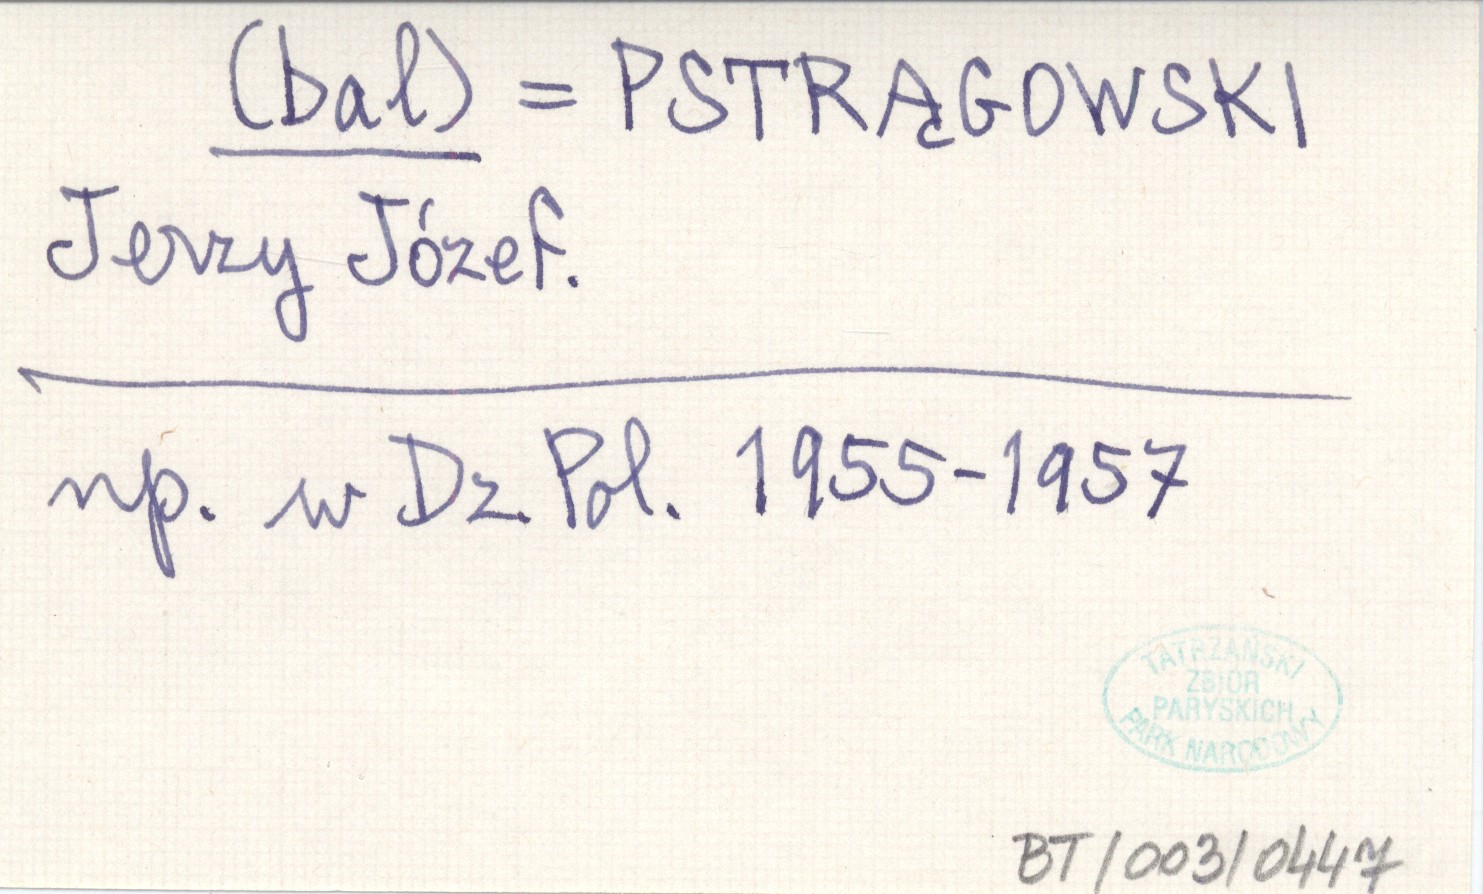 (bal) = PSTRĄGOWSKI
Jerzy Józef.
np. w Dz. Pol. 1955-1957
TATRZAŃSKI
ZBIÓR
PARYSKICH
PARK NARODOWY
BT/003/0447